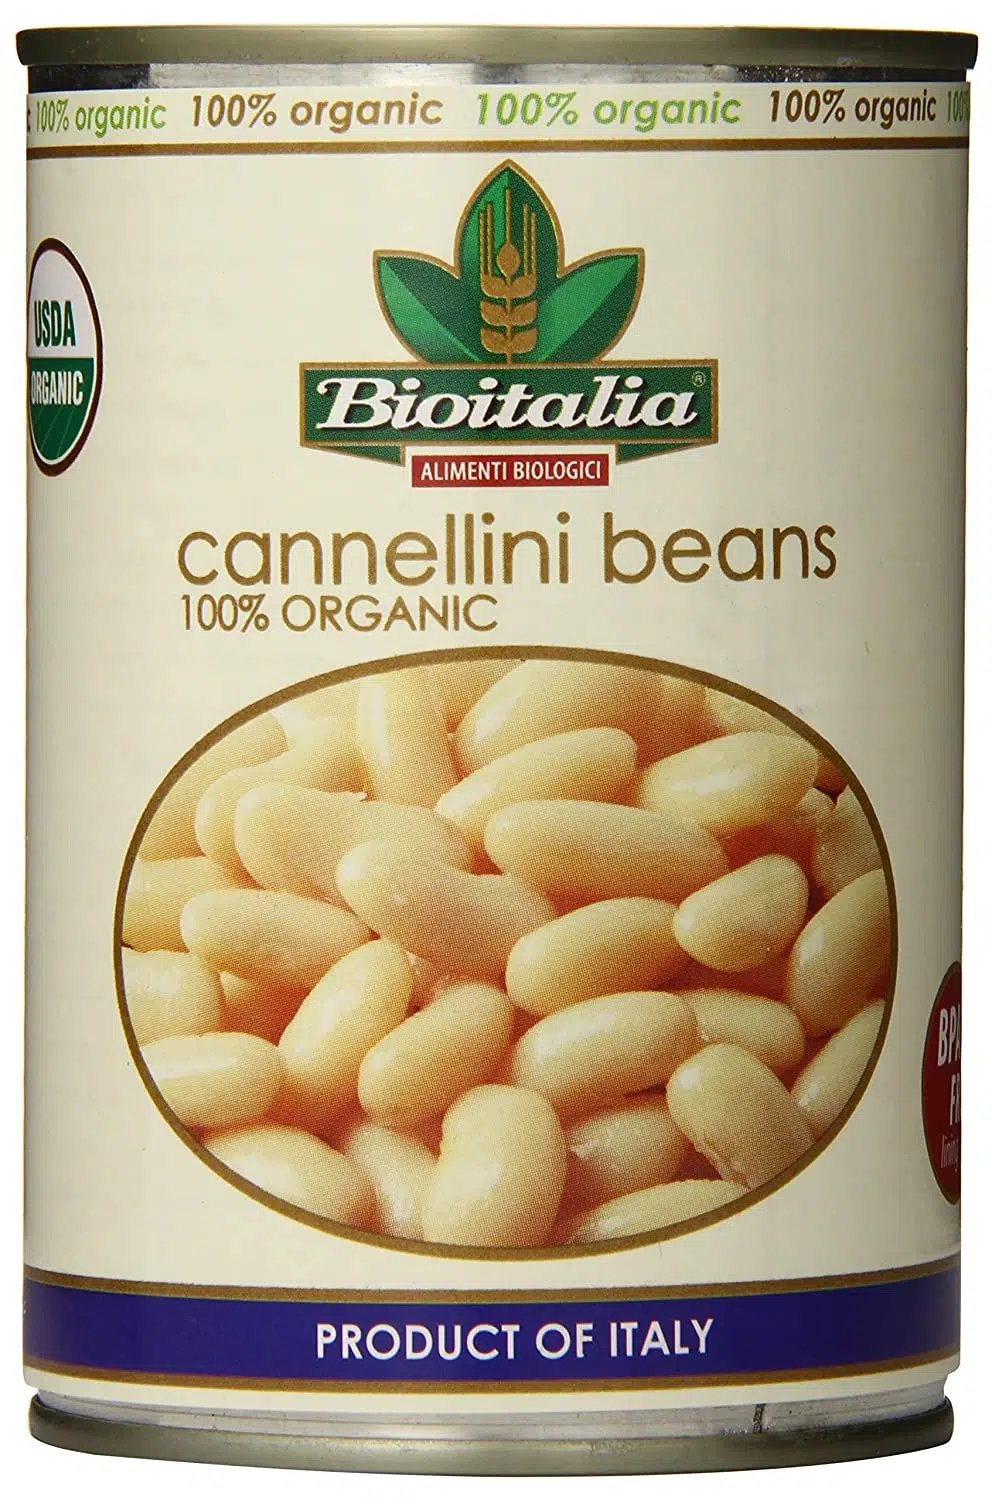 100% organic 100% organic 100% organic 100% organic
USDA
ORGANIC
Bioitalia®
ALIMENTI BIOLOGICI
cannellini beans
100% ORGANIC
PRODUCT OF ITALY